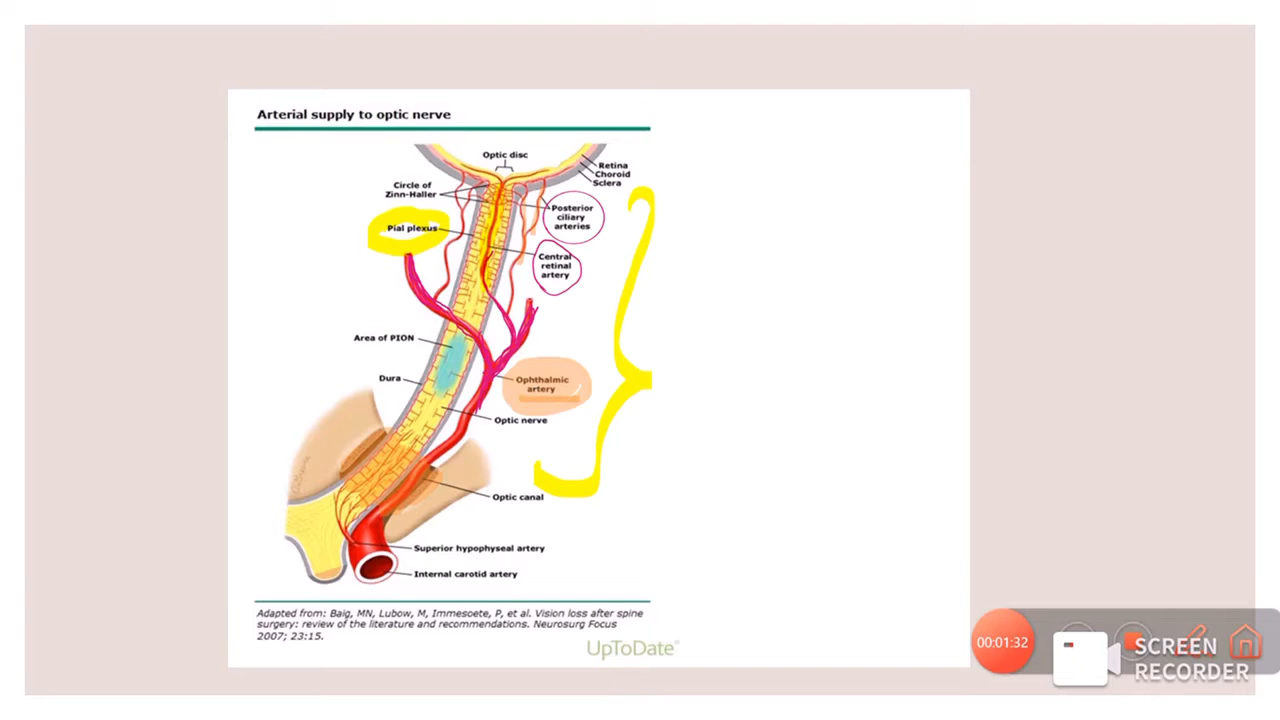 Arterial supply to optic nerve
Optic disc
Retina
Choroid
Sclera
Circle of
Zinn-Haller
Posterior
ciliary
arteries
Pial plexus
Central
retinal
artery
Area of PION
Dura
Ophthalmic
artery
Optic nerve
Optic canal
Superior hypophyseal artery
Internal carotid artery
Adapted from: Baig, MN, Lubow, M, Immesoete, P, et al. Vision loss after spine
surgery: review of the literature and recommendations. Neurosurg Focus
2007; 23:15.
UpToDate®
00:01:32
SCREEN
RECORDER